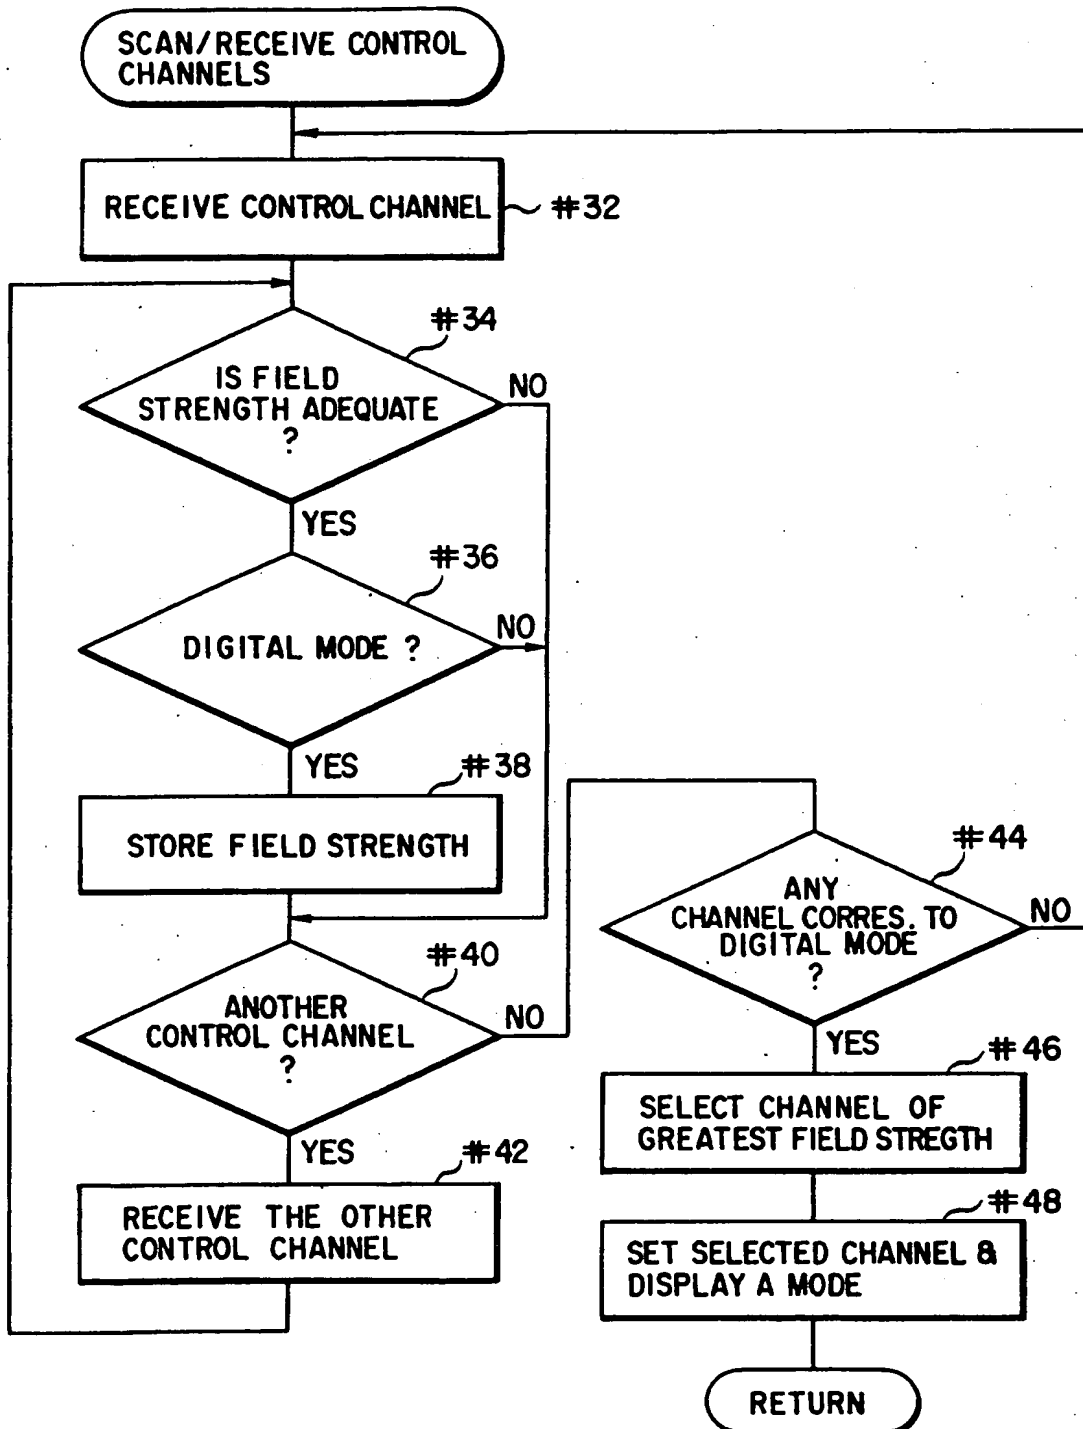 SCAN/RECEIVE CONTROL
CHANNELS
RECEIVE CONTROL CHANNEL
#32
#34
IS FIELD
STRENGTH ADEQUATE
?
NO
YES
#36
DIGITAL MODE ?
NO
YES
#38
STORE FIELD STRENGTH
#40
ANOTHER
CONTROL CHANNEL
?
NO
YES
#42
RECEIVE THE OTHER
CONTROL CHANNEL
#44
ANY
CHANNEL CORRES. TO
DIGITAL MODE
?
NO
YES
#46
SELECT CHANNEL OF
GREATEST FIELD STREGTH
#48
SET SELECTED CHANNEL &
DISPLAY A MODE
RETURN